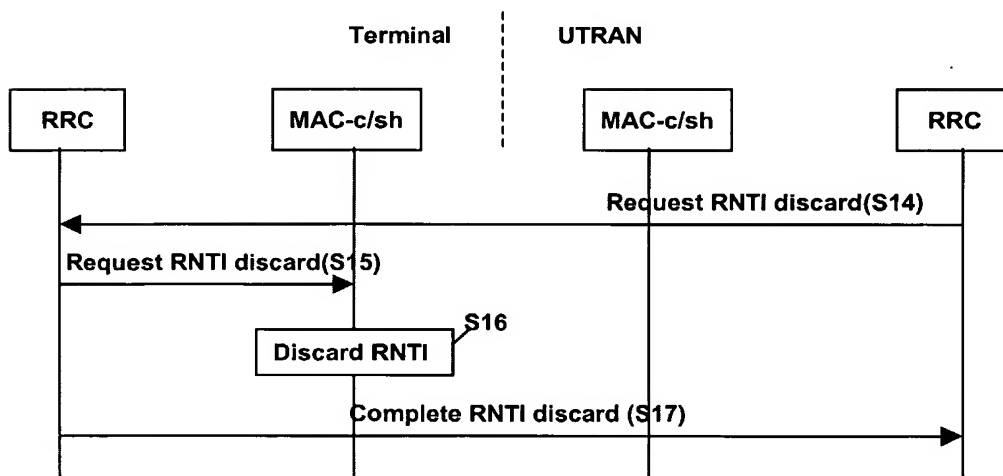 Terminal UTRAN
RRC MAC-c/sh MAC-c/sh RRC
Request RNTI discard(S14)
Request RNTI discard(S15)
S16
Discard RNTI
Complete RNTI discard (S17)